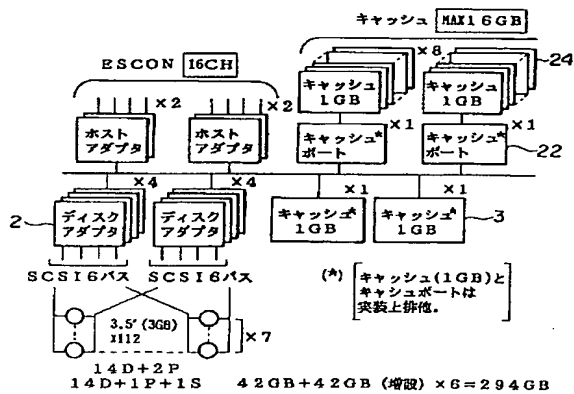 キャッシュ MAX16GB
ESCON 16CH
×8 24
×2 ×2
キャッシュ 1GB キャッシュ 1GB
×1 ×1
ホスト アダプタ ホスト アダプタ
キャッシュ* ポート キャッシュ* ポート 22
×4 ×4 ×1 ×1
2 ディスク アダプタ ディスク アダプタ
キャッシュ* 1GB キャッシュ* 1GB 3
SCSI6パス SCSI6パス
(*) キャッシュ(1GB)と
キャシュポートは
実装上排他。
3.5'(3GB)
X112
×7
14D+2P
14D+1P+1S 42GB+42GB (増設) ×6=294GB